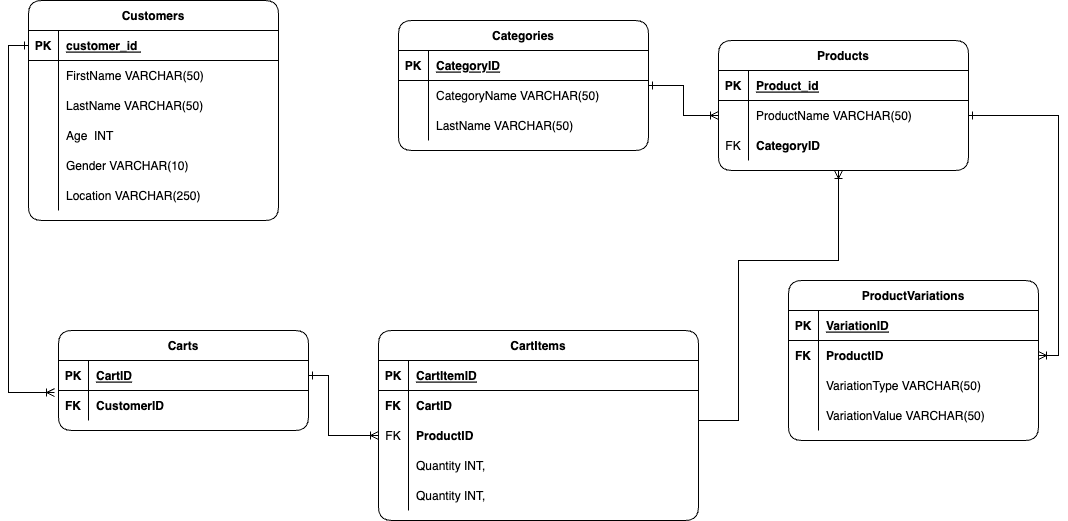 Customers
PK customer_id
FirstName VARCHAR(50)
LastName VARCHAR(50)
Age INT
Gender VARCHAR(10)
Location VARCHAR(250)
Categories
PK CategoryID
CategoryName VARCHAR(50)
LastName VARCHAR(50)
Products
PK Product_id
ProductName VARCHAR(50)
FK CategoryID
Carts
PK CartID
FK CustomerID
CartItems
PK CartItemID
FK CartID
FK ProductID
Quantity INT,
Quantity INT,
ProductVariations
PK VariationID
FK ProductID
VariationType VARCHAR(50)
VariationValue VARCHAR(50)